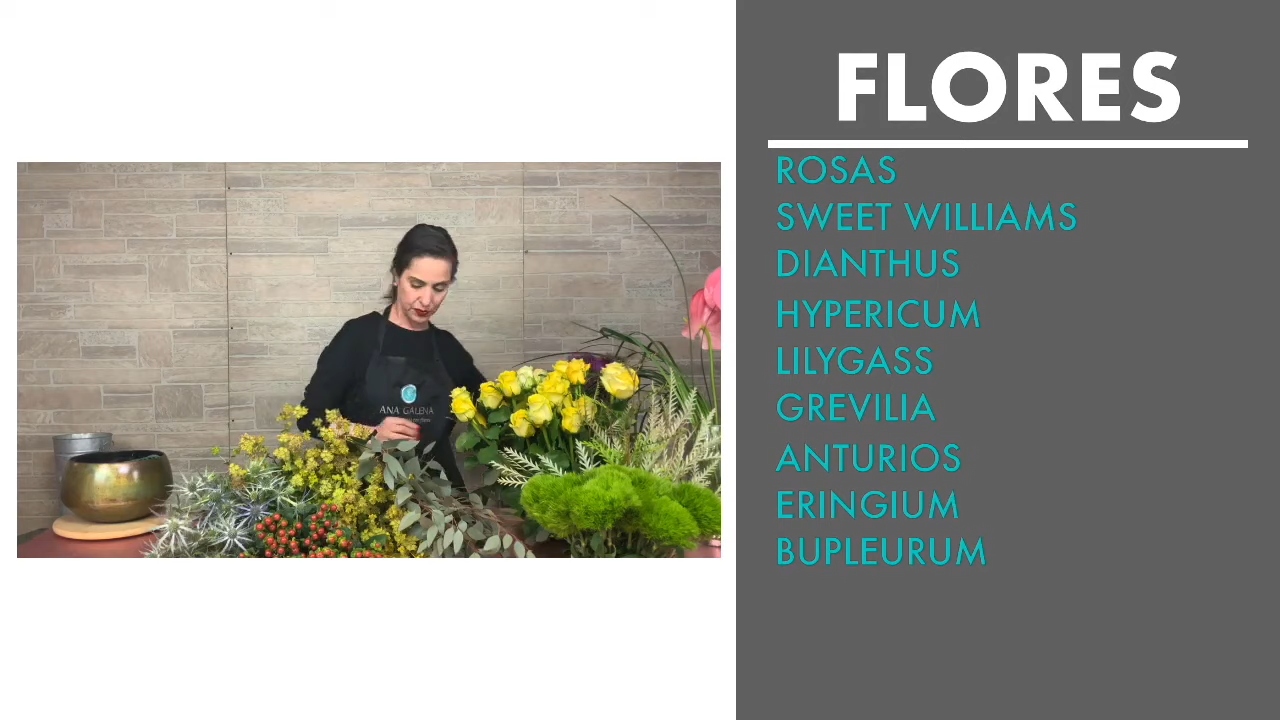 FLORES
ROSAS
SWEET WILLIAMS
DIANTHUS
HYPERICUM
LILYGASS
GREVILIA
ANTURIOS
ERINGIUM
BUPLEURUM
ANA GALENA